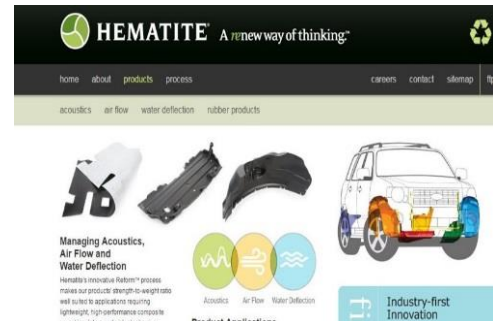 HEMATITE® A renew way of thinking.™
home about products process careers contact sitemap ftp
acoustics air flow water deflection rubber products
Managing Acoustics,
Air Flow and
Water Deflection
Hematite's innovative Reform™ process
makes our products' strength-to-weight ratio
well suited to applications requiring
lightweight, high-performance composite
Acoustics Air Flow Water Deflection
Industry-first
Innovation